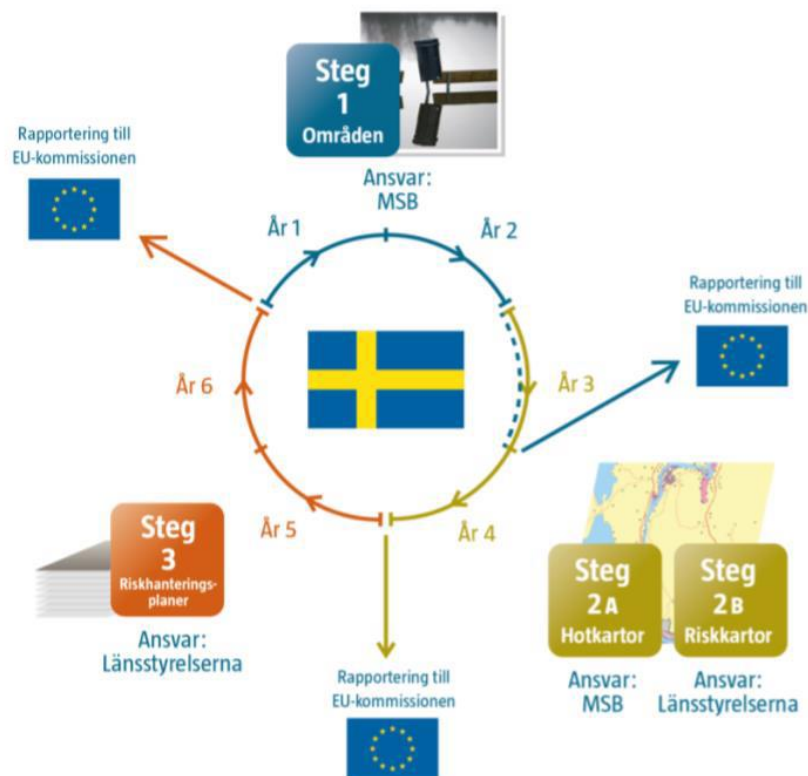 Steg
1
Områden
Rapportering till
EU-kommissionen
Ansvar:
MSB
År 1
År 2
Rapportering till
EU-kommissionen
År 6
År 3
År 5
År 4
Steg
3
Riskhanterings-
planer
Ansvar:
Länsstyrelserna
Steg
2A
Hotkartor
Ansvar:
MSB
Steg
2B
Riskkartor
Ansvar:
Länsstyrelserna
Rapportering till
EU-kommissionen